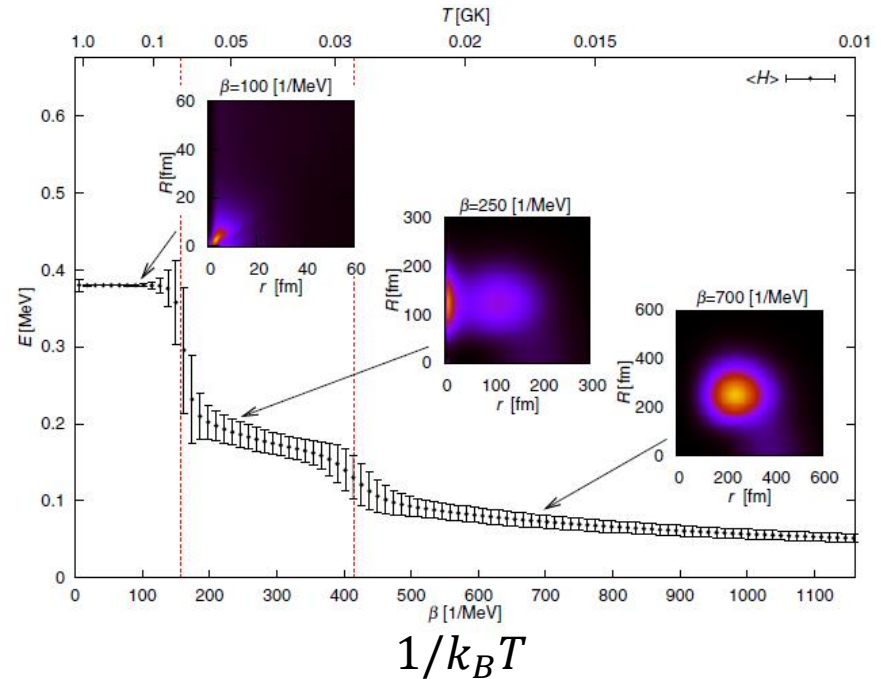 T [GK]
1.0 0.1 0.05 0.03 0.02 0.015 0.01
<H>
β=100 [1/MeV]
60
40
20
0
R [fm]
0 20 40 60
r [fm]
β=250 [1/MeV]
300
200
100
0
R [fm]
0 100 200 300
r [fm]
β=700 [1/MeV]
600
400
200
0
R [fm]
0 200 400 600
r [fm]
0.6
0.5
0.4
0.3
0.2
0.1
0
E [MeV]
0 100 200 300 400 500 600 700 800 900 1000 1100
β [1/MeV]
1/k_BT